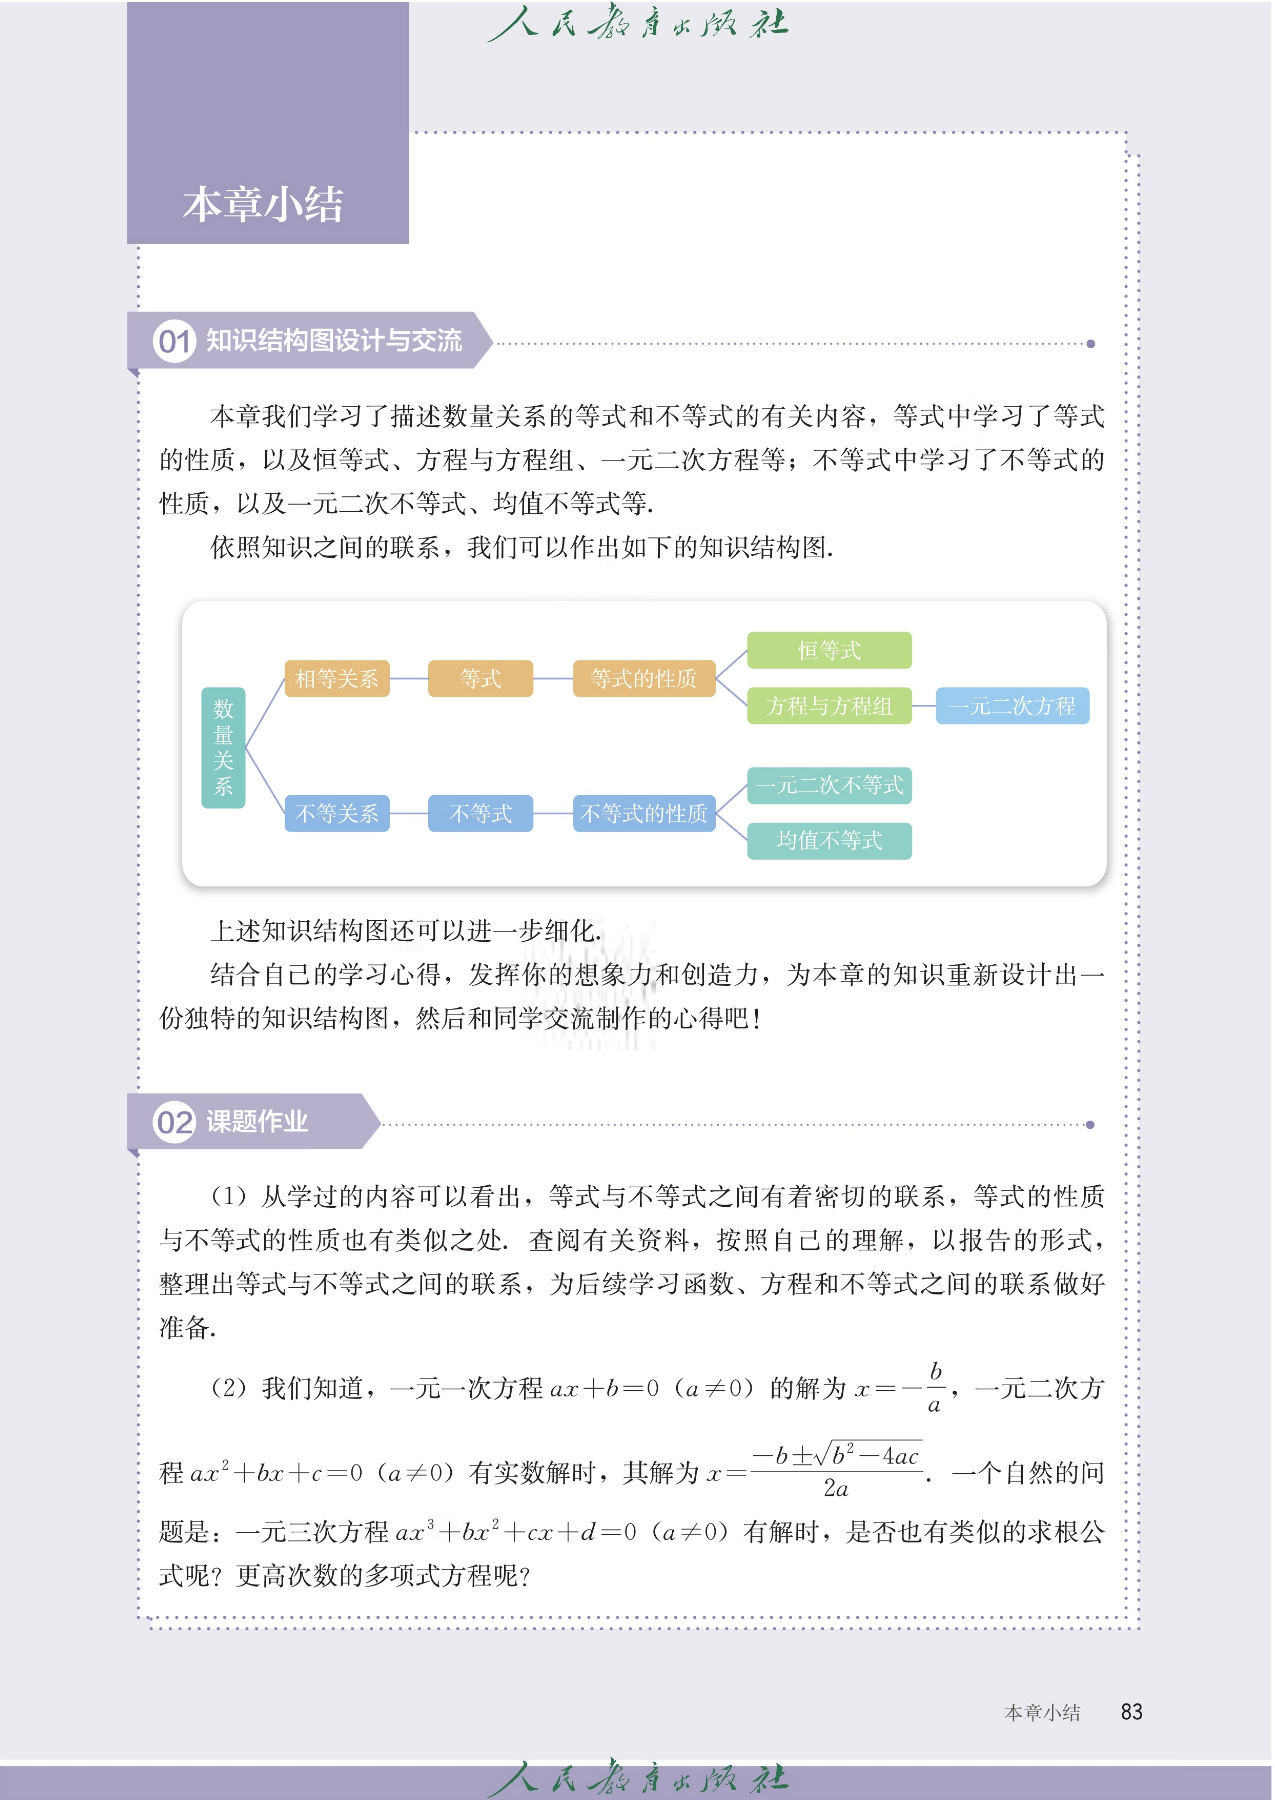 人民教育出版社
本章小结
01 知识结构图设计与交流
本章我们学习了描述数量关系的等式和不等式的有关内容，等式中学习了等式
的性质，以及恒等式、方程与方程组、一元二次方程等；不等式中学习了不等式的
性质，以及一元二次不等式、均值不等式等.
依照知识之间的联系，我们可以作出如下的知识结构图.
数量关系
相等关系
等式
等式的性质
恒等式
方程与方程组
一元二次方程
不等关系
不等式
不等式的性质
一元二次不等式
均值不等式
上述知识结构图还可以进一步细化.
结合自己的学习心得，发挥你的想象力和创造力，为本章的知识重新设计出一
份独特的知识结构图，然后和同学交流制作的心得吧！
02 课题作业
（1）从学过的内容可以看出，等式与不等式之间有着密切的联系，等式的性质
与不等式的性质也有类似之处. 查阅有关资料，按照自己的理解，以报告的形式，
整理出等式与不等式之间的联系，为后续学习函数、方程和不等式之间的联系做好
准备.
（2）我们知道，一元一次方程 ax+b=0（a≠0）的解为 x=-b/a，一元二次方
程 ax²+bx+c=0（a≠0）有实数解时，其解为 x=(-b±√(b²-4ac))/(2a). 一个自然的问
题是：一元三次方程 ax³+bx²+cx+d=0（a≠0）有解时，是否也有类似的求根公
式呢？更高次数的多项式方程呢？
本章小结 83
人民教育出版社